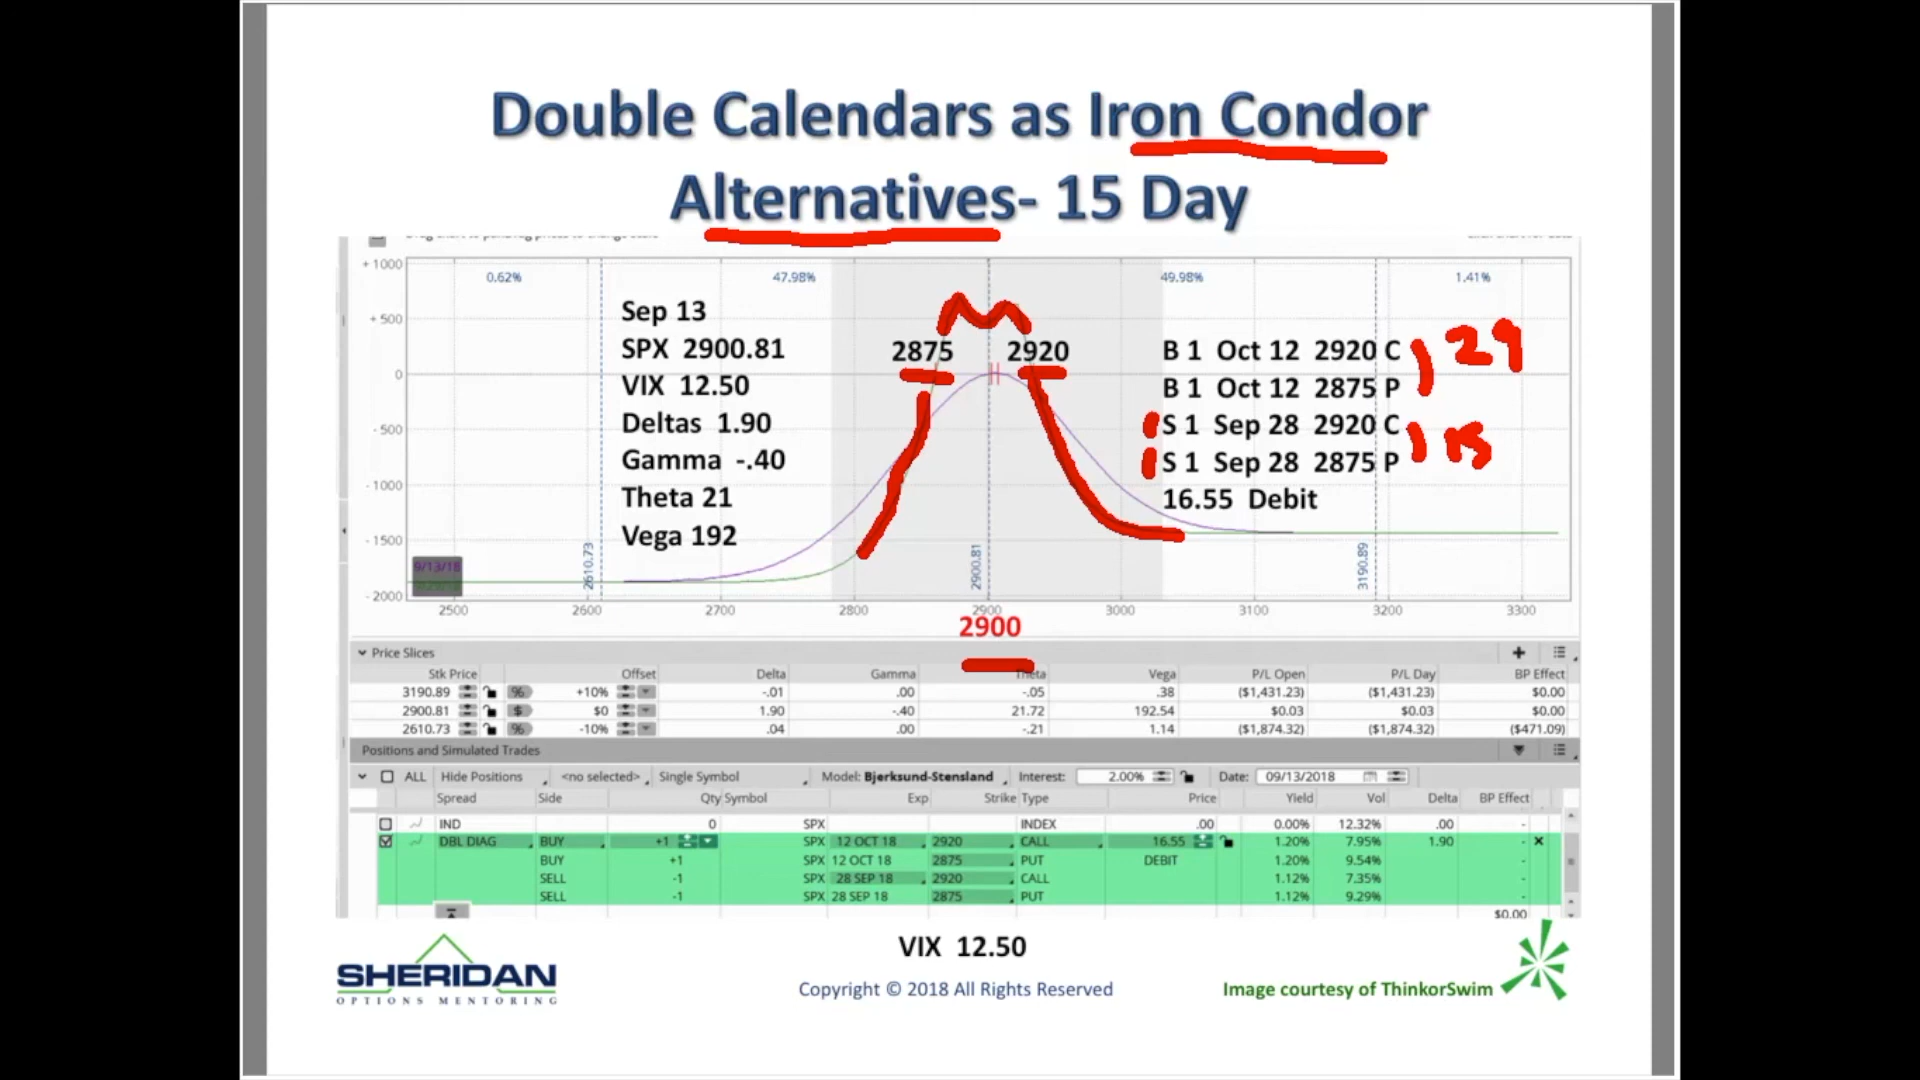 Double Calendars as Iron Condor
Alternatives- 15 Day
+1000
+500
0
-500
-1000
-1500
-2000
0.62%
47.98%
49.98%
1.41%
Sep 13
SPX 2900.81
VIX 12.50
Deltas 1.90
Gamma -.40
Theta 21
Vega 192
2875 2920
B 1 Oct 12 2920 C
B 1 Oct 12 2875 P
S 1 Sep 28 2920 C
S 1 Sep 28 2875 P
16.55 Debit
29
15
9/13/18
2610.73
2900.81
3190.89
2500 2600 2700 2800 2900 3000 3100 3200 3300
2900
Price Slices
Stk Price Offset Delta Gamma Theta Vega P/L Open P/L Day BP Effect
3190.89 % +10% -.01 .00 -.05 .38 ($1,431.23) ($1,431.23) $0.00
2900.81 $ $0 1.90 -.40 21.72 192.54 $0.03 $0.03 $0.00
2610.73 % -10% .04 .00 -.21 1.14 ($1,874.32) ($1,874.32) ($471.09)
Positions and Simulated Trades
ALL Hide Positions <no selected> Single Symbol Model: Bjerksund-Stensland Interest: 2.00% Date: 09/13/2018
Spread Side Qty Symbol Exp Strike Type Price Yield Vol Delta BP Effect
IND 0 SPX INDEX .00 0.00% 12.32% .00 -
DBL DIAG BUY +1 SPX 12 OCT 18 2920 CALL 16.55 1.20% 7.95% 1.90 -
BUY +1 SPX 12 OCT 18 2875 PUT DEBIT 1.20% 9.54% -
SELL -1 SPX 28 SEP 18 2920 CALL 1.12% 7.35% -
SELL -1 SPX 28 SEP 18 2875 PUT 1.12% 9.29% -
$0.00
VIX 12.50
SHERIDAN
OPTIONS MENTORING
Copyright © 2018 All Rights Reserved
Image courtesy of ThinkorSwim